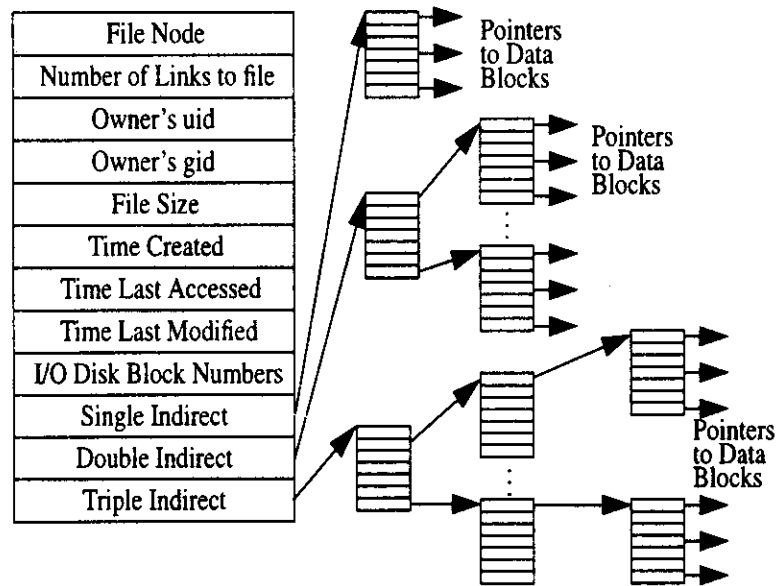 File Node
Number of Links to file
Owner's uid
Owner's gid
File Size
Time Created
Time Last Accessed
Time Last Modified
I/O Disk Block Numbers
Single Indirect
Double Indirect
Triple Indirect
Pointers
to Data
Blocks
Pointers
to Data
Blocks
Pointers
to Data
Blocks